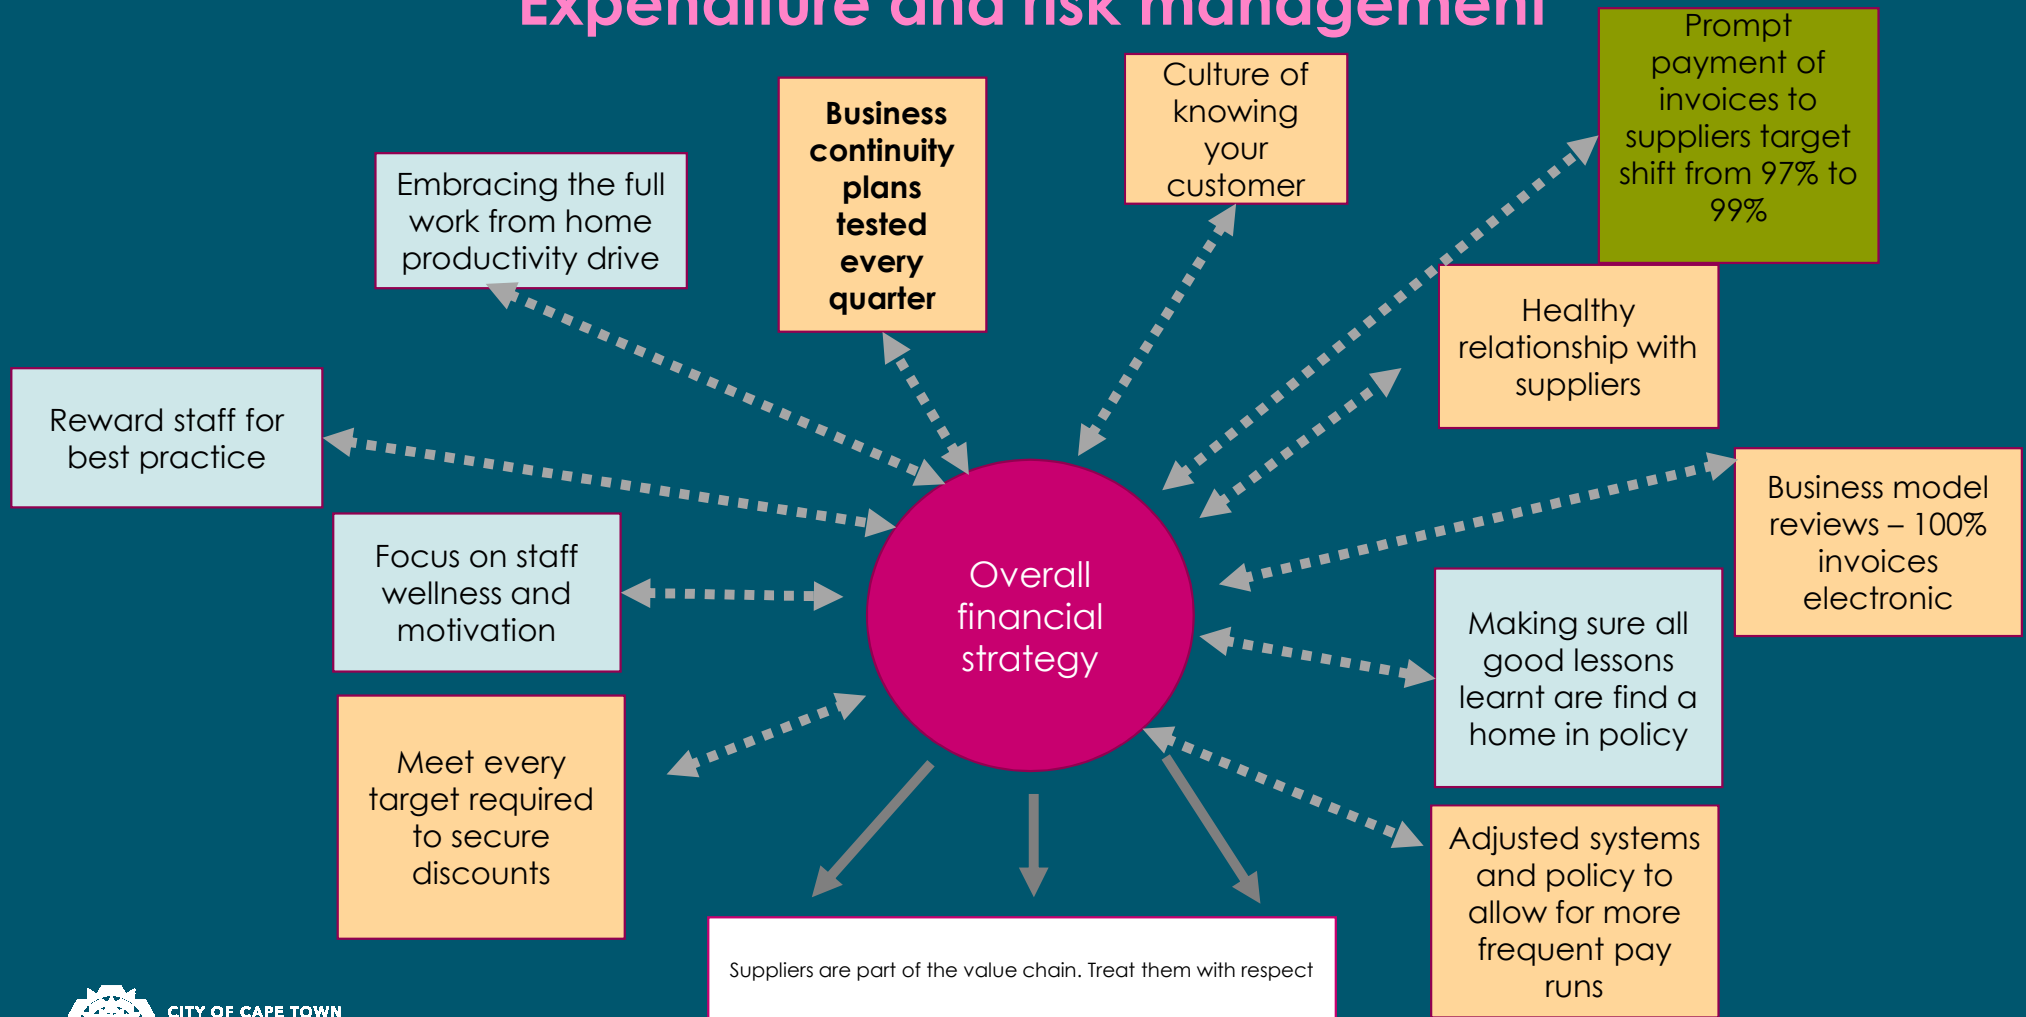 Expenditure and risk management
Prompt
payment of
invoices to
suppliers target
shift from 97% to
99%
Culture of
knowing
your
customer
Business
continuity
plans
tested
every
quarter
Embracing the full
work from home
productivity drive
Healthy
relationship with
suppliers
Reward staff for
best practice
Business model
reviews – 100%
invoices
electronic
Focus on staff
wellness and
motivation
Overall
financial
strategy
Making sure all
good lessons
learnt are find a
home in policy
Meet every
target required
to secure
discounts
Adjusted systems
and policy to
allow for more
frequent pay
runs
Suppliers are part of the value chain. Treat them with respect
CITY OF CAPE TOWN